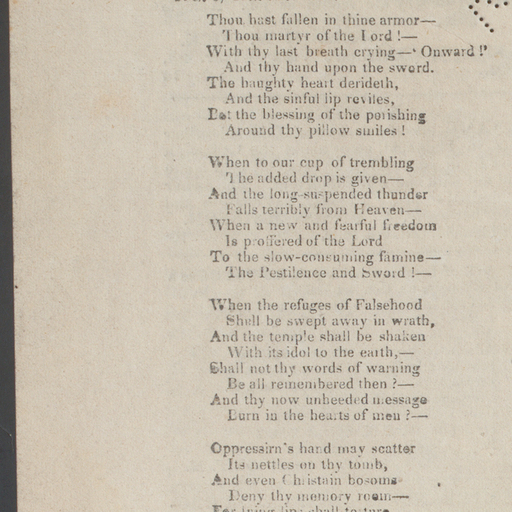 Thou hast fallen in thine armor—
Thou martyr of the Lord !—
With thy last breath crying—‘ Onward !’
And thy hand upon the sword.
The haughty heart derideth,
And the sinful lip reviles,
But the blessing of the perishing
Around thy pillow smiles !
When to our cup of trembling
The added drop is given—
And the long-suspended thunder
Falls terribly from Heaven—
When a new and fearful freedom
Is proffered of the Lord
To the slow-consuming famine—
The Pestilence and Sword !—
When the refuges of Falsehood
Shall be swept away in wrath,
And the temple shall be shaken
With its idol to the earth,—
Shall not thy words of warning
Be all remembered then ?—
And thy now unheeded message
Burn in the hearts of men ?—
Oppressirn's hand may scatter
Its nettles on thy tomb,
And even Christain bosoms
Deny thy memory room—
For lying lips shall torture